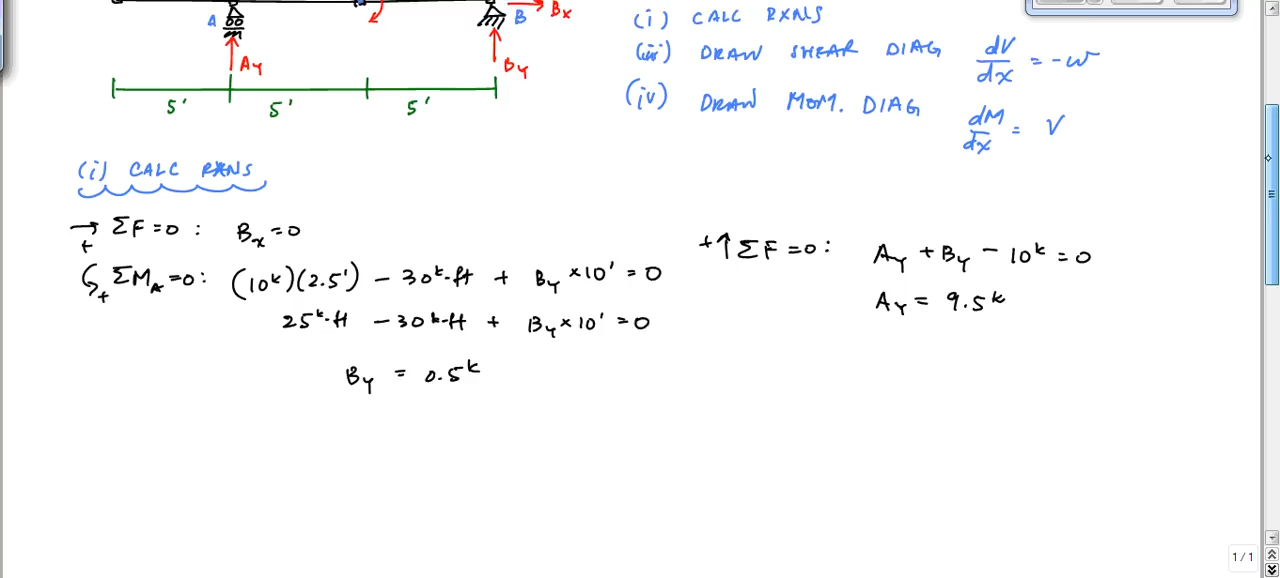 A B Bx
Ay By
5' 5' 5'
(i) CALC RXNS
(iii) DRAW SHEAR DIAG dV/dx = -w
(iv) DRAW MOM. DIAG dM/dx = V
(i) CALC RXNS
→+ ΣF=0 : Bx=0
↺+ ΣM_A=0: (10k)(2.5') - 30k-ft + By×10' = 0
25k-ft - 30k-ft + By×10' = 0
By = 0.5k
+↑ΣF=0: Ay + By - 10k = 0
Ay = 9.5k
1/1